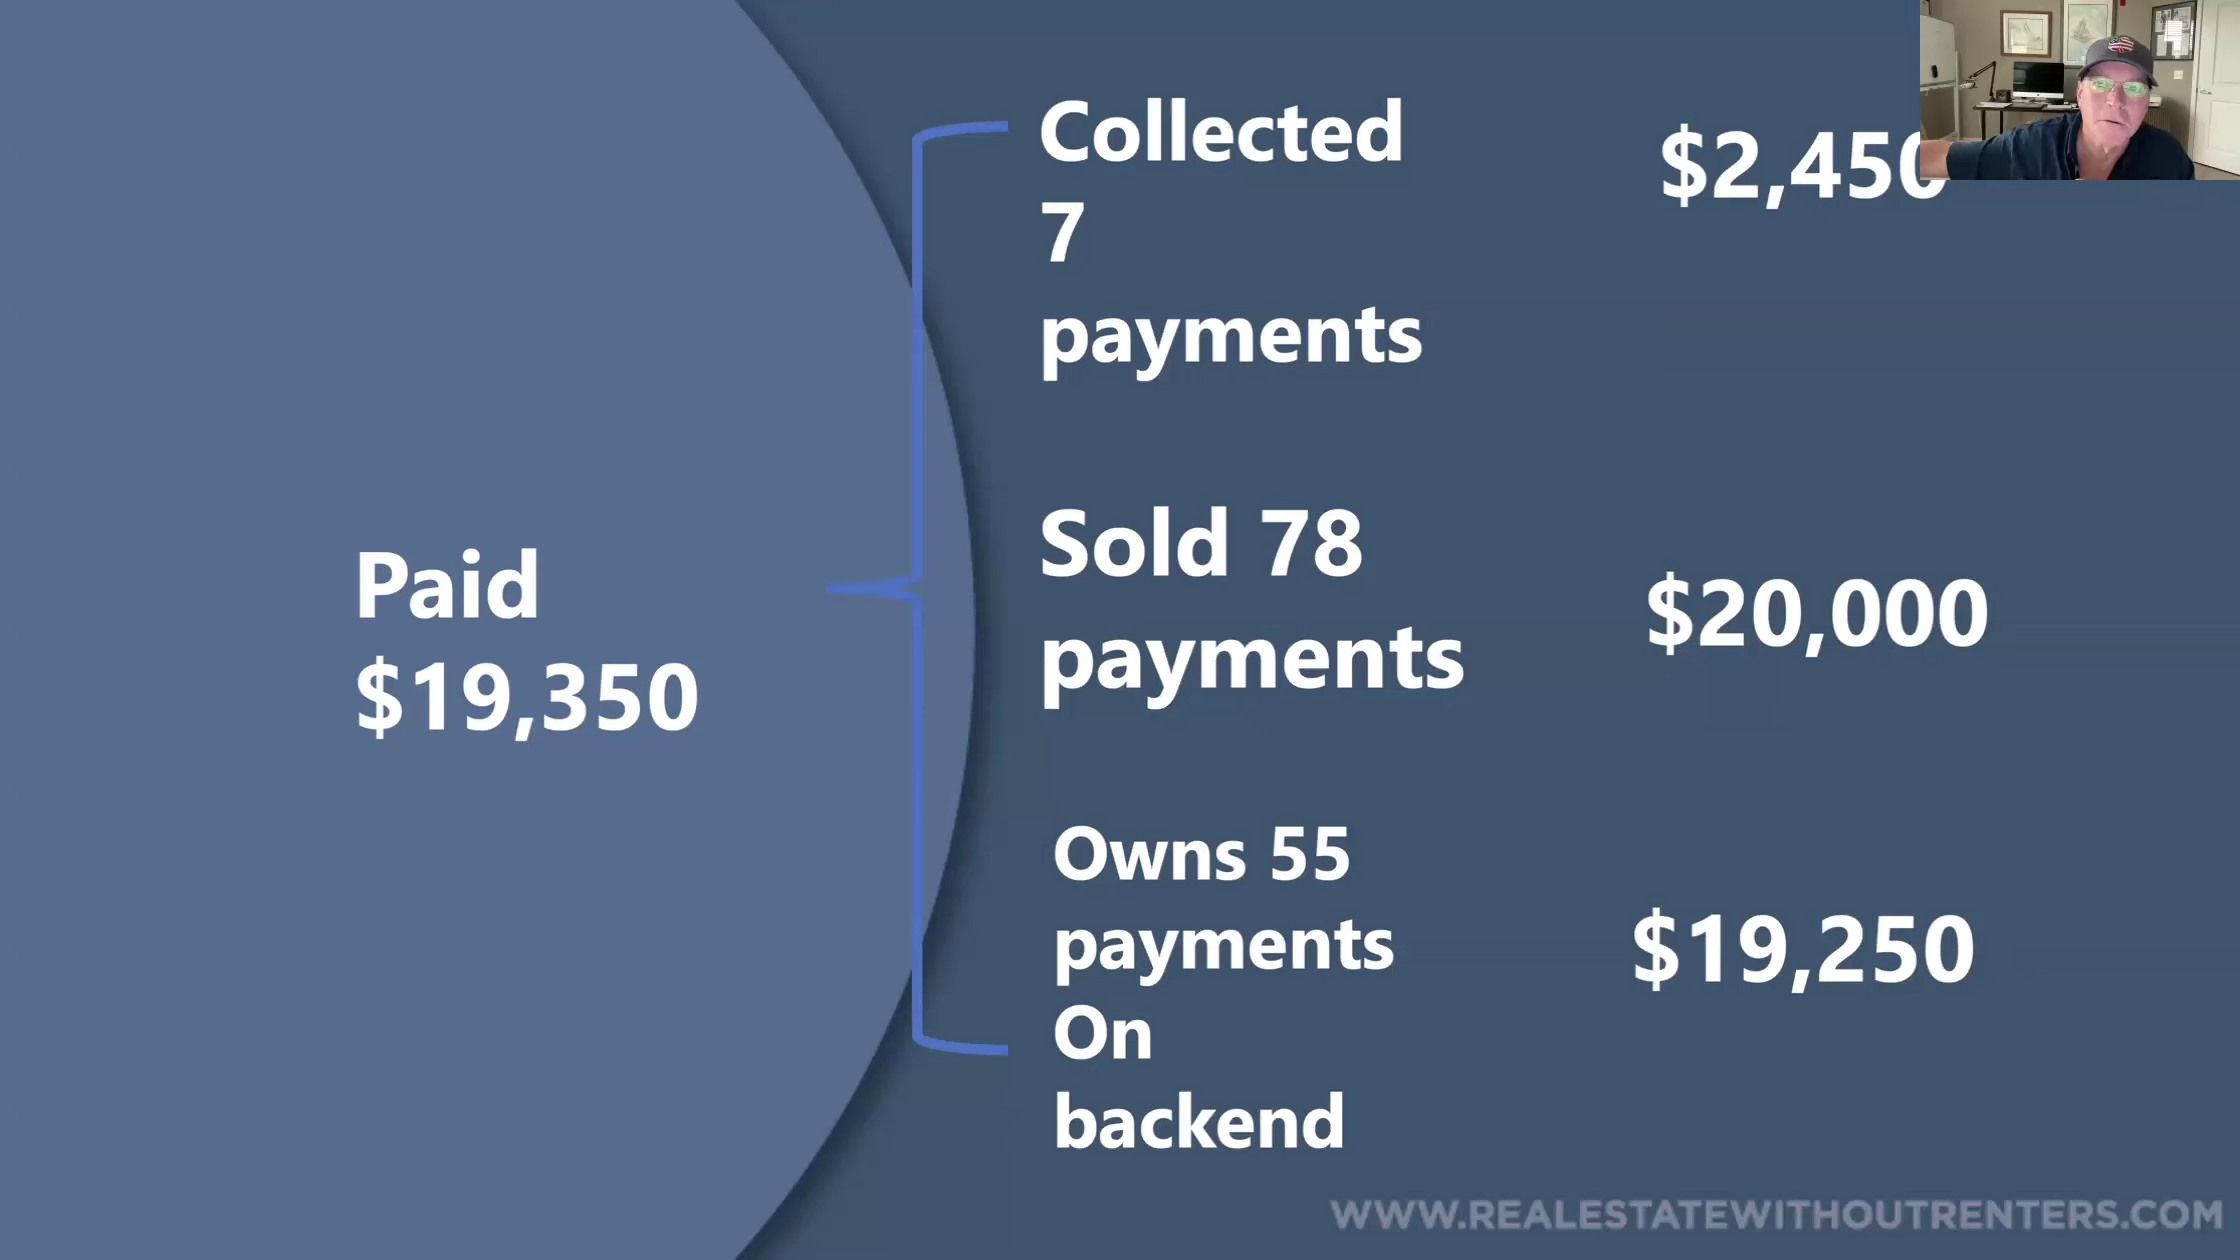 Paid
$19,350
Collected
7
payments
$2,450
Sold 78
payments
$20,000
Owns 55
payments
On
backend
$19,250
WWW.REALESTATEWITHOUTRENTERS.COM